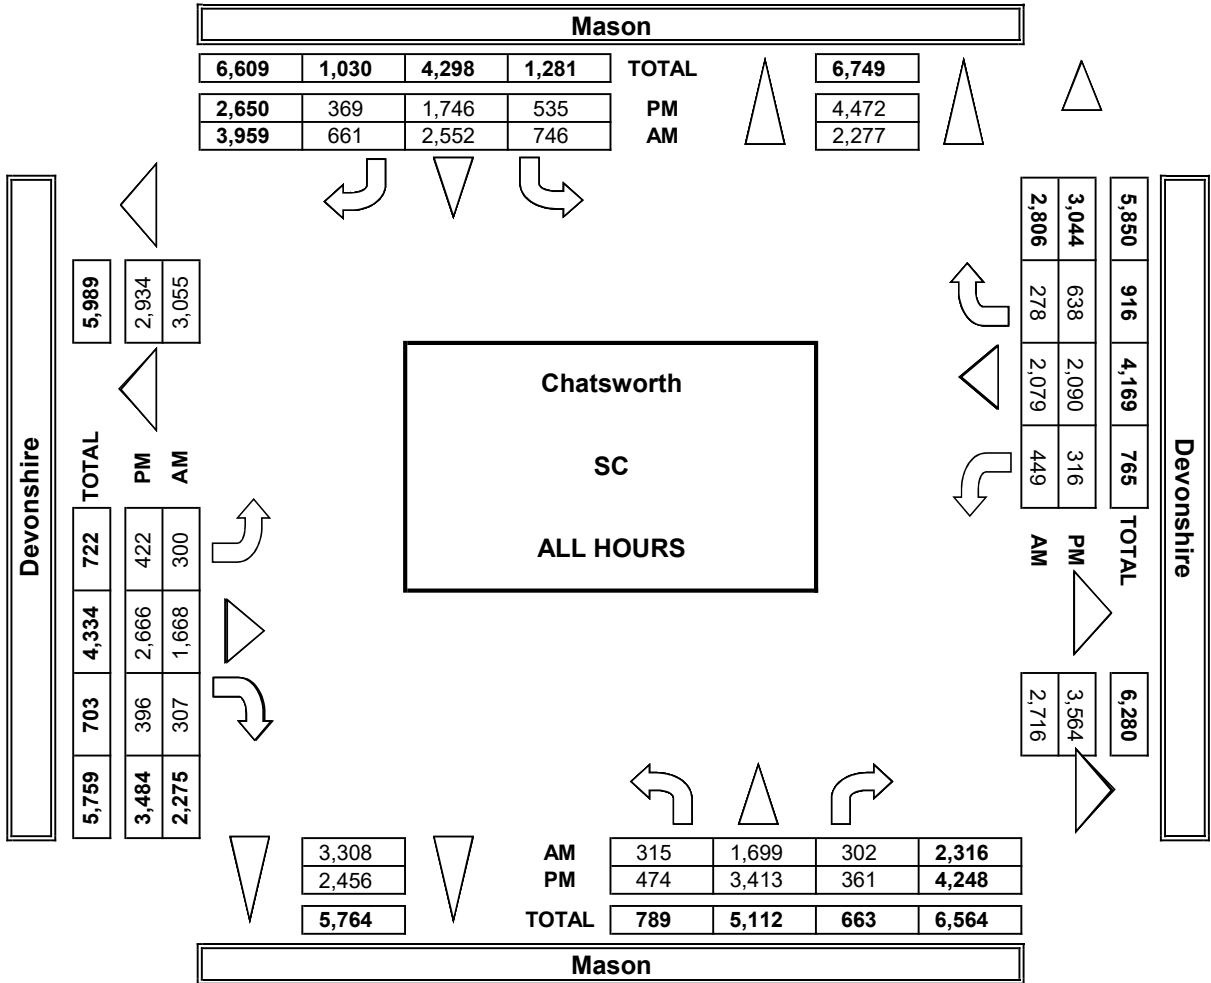 Mason
6,609 1,030 4,298 1,281 TOTAL 6,749
2,650 369 1,746 535 PM 4,472
3,959 661 2,552 746 AM 2,277
Devonshire
5,989
2,934
3,055
TOTAL 722 4,334 703 5,759
PM 422 2,666 396 3,484
AM 300 1,668 307 2,275
Chatsworth
SC
ALL HOURS
5,850 916 4,169 765 TOTAL 6,280
3,044 638 2,090 316 PM 3,564
2,806 278 2,079 449 AM 2,716
Devonshire
3,308 AM 315 1,699 302 2,316
2,456 PM 474 3,413 361 4,248
5,764 TOTAL 789 5,112 663 6,564
Mason